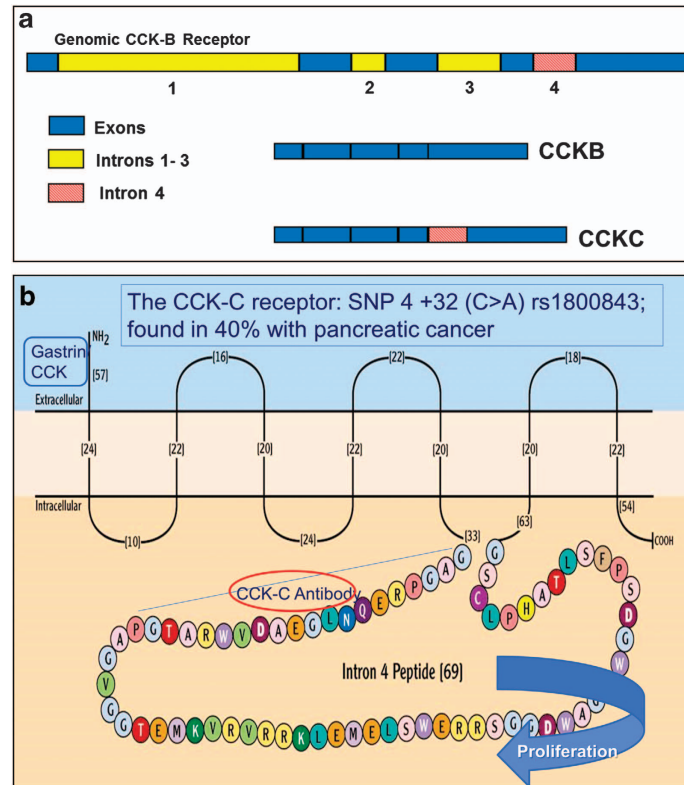 a
Genomic CCK-B Receptor
1 2 3 4
Exons
Introns 1- 3
Intron 4
CCKB
CCKC
b
The CCK-C receptor: SNP 4 +32 (C>A) rs1800843;
found in 40% with pancreatic cancer
Gastrin
CCK
NH2
[57]
[16]
[22]
[18]
Extracellular
[24] [22] [20] [22] [20] [20] [22]
Intracellular
[10]
[24]
[33]
[63]
[54]
COOH
CCK-C Antibody
G A G P R E Q N L G E A D V W R A T G P A G V G G T E M K V R V R R K L E M E L S W E R R S G G D W A G W G D S P F S L T A H P L C S G
Intron 4 Peptide (69)
Proliferation